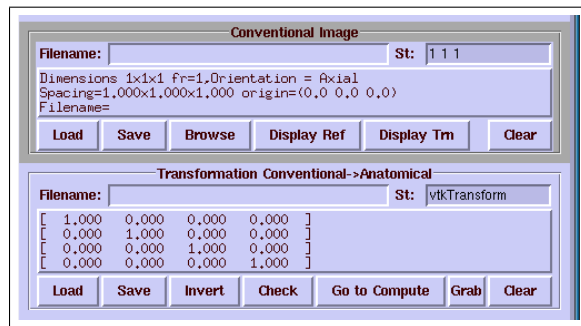 Conventional Image
Filename: St: 1 1 1
Dimensions 1x1x1 fr=1,Orientation = Axial
Spacing=1.000x1.000x1.000 origin=(0.0 0.0 0.0)
Filename=
Load Save Browse Display Ref Display Trn Clear
Transformation Conventional->Anatomical
Filename: St: vtkTransform
[ 1.000 0.000 0.000 0.000 ]
[ 0.000 1.000 0.000 0.000 ]
[ 0.000 0.000 1.000 0.000 ]
[ 0.000 0.000 0.000 1.000 ]
Load Save Invert Check Go to Compute Grab Clear